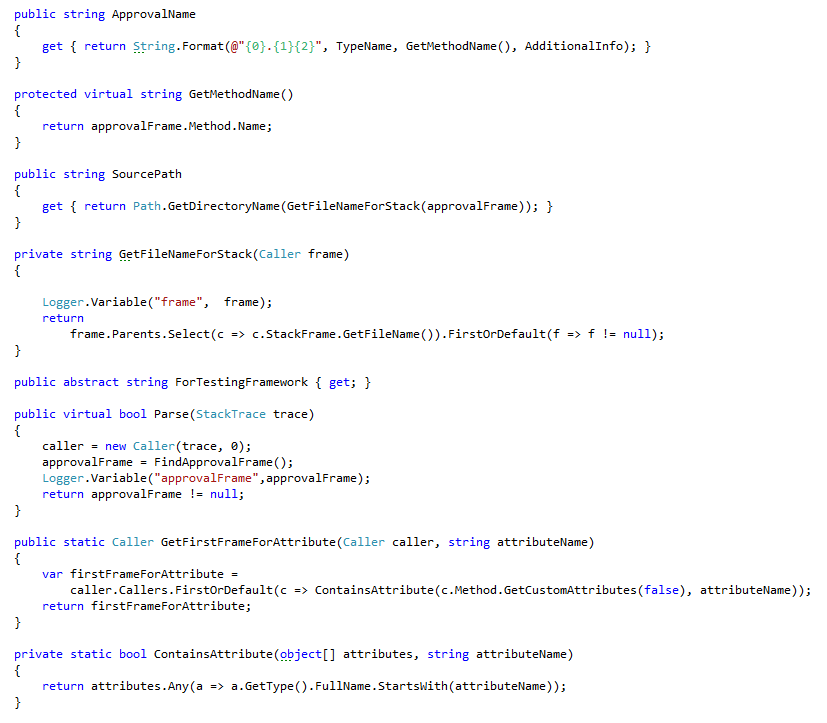 public string ApprovalName
{
    get { return String.Format(@"{0}.{1}{2}", TypeName, GetMethodName(), AdditionalInfo); }
}

protected virtual string GetMethodName()
{
    return approvalFrame.Method.Name;
}

public string SourcePath
{
    get { return Path.GetDirectoryName(GetFileNameForStack(approvalFrame)); }
}

private string GetFileNameForStack(Caller frame)
{

    Logger.Variable("frame",  frame);
    return
        frame.Parents.Select(c => c.StackFrame.GetFileName()).FirstOrDefault(f => f != null);
}

public abstract string ForTestingFramework { get; }

public virtual bool Parse(StackTrace trace)
{
    caller = new Caller(trace, 0);
    approvalFrame = FindApprovalFrame();
    Logger.Variable("approvalFrame",approvalFrame);
    return approvalFrame != null;
}

public static Caller GetFirstFrameForAttribute(Caller caller, string attributeName)
{
    var firstFrameForAttribute =
        caller.Callers.FirstOrDefault(c => ContainsAttribute(c.Method.GetCustomAttributes(false), attributeName));
    return firstFrameForAttribute;
}

private static bool ContainsAttribute(object[] attributes, string attributeName)
{
    return attributes.Any(a => a.GetType().FullName.StartsWith(attributeName));
}